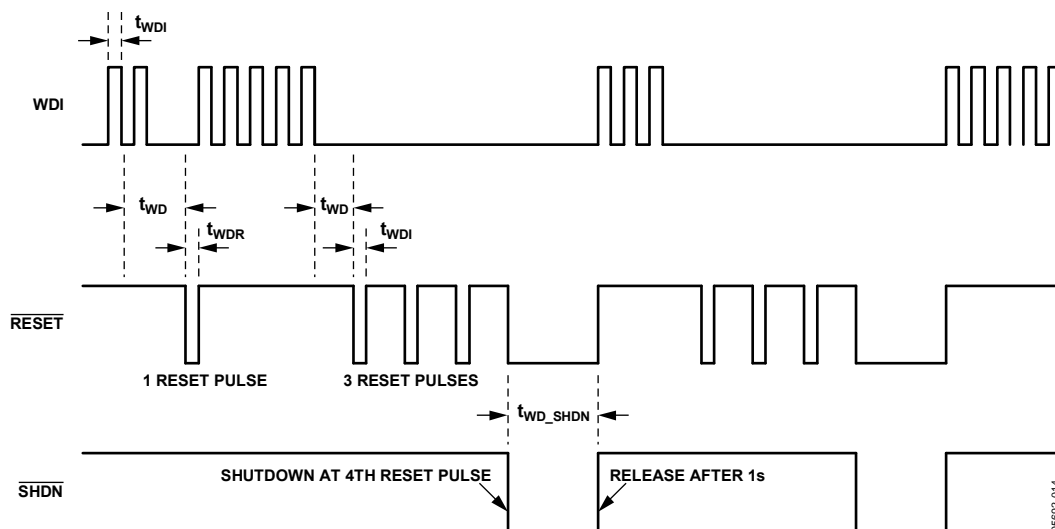 tWDI
WDI
tWD
tWD
tWDR
tWDI
RESET
1 RESET PULSE
3 RESET PULSES
tWD_SHDN
SHUTDOWN AT 4TH RESET PULSE
RELEASE AFTER 1s
SHDN